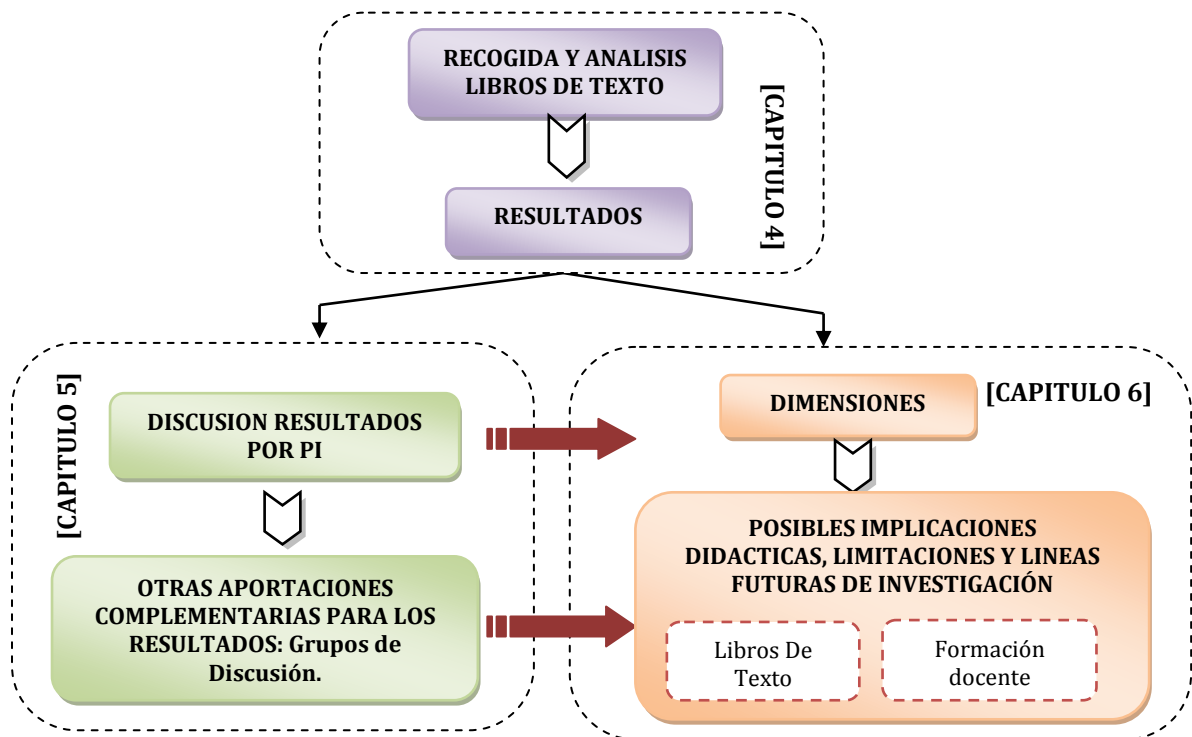 RECOGIDA Y ANALISIS
LIBROS DE TEXTO
[CAPITULO 4]
RESULTADOS
[CAPITULO 5]
DISCUSION RESULTADOS
POR PI
OTRAS APORTACIONES
COMPLEMENTARIAS PARA LOS
RESULTADOS: Grupos de
Discusión.
DIMENSIONES
[CAPITULO 6]
POSIBLES IMPLICACIONES
DIDACTICAS, LIMITACIONES Y LINEAS
FUTURAS DE INVESTIGACIÓN
Libros De
Texto
Formación
docente